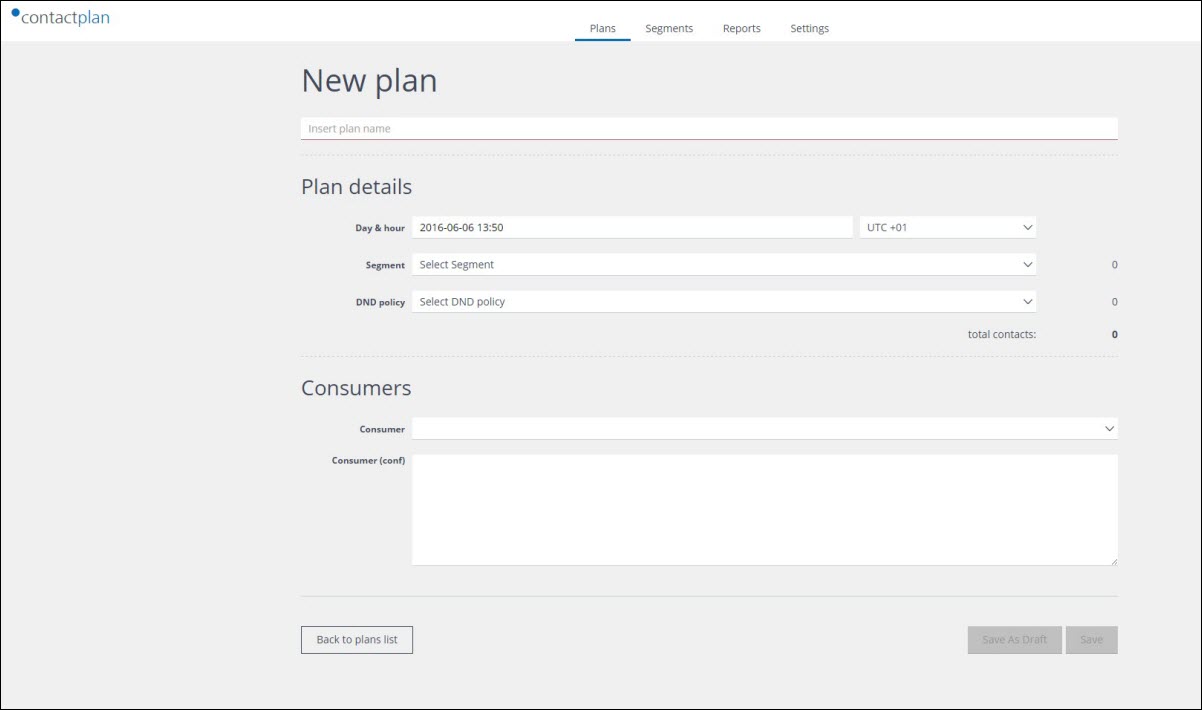 contactplan
Plans Segments Reports Settings
New plan
Insert plan name
Plan details
Day & hour 2016-06-06 13:50 UTC +01
Segment Select Segment 0
DND policy Select DND policy 0
total contacts: 0
Consumers
Consumer
Consumer (conf)
Back to plans list Save As Draft Save